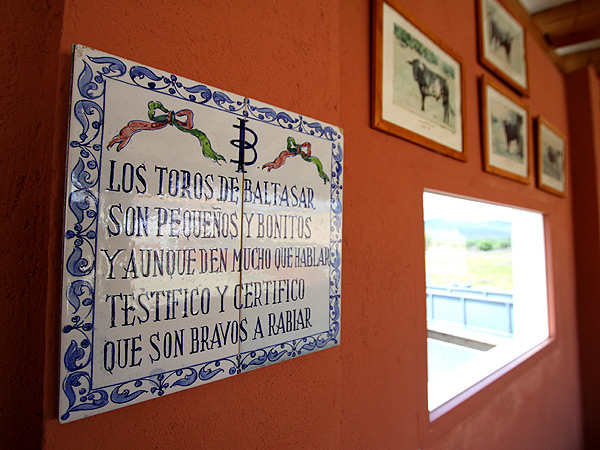 LOS TOROS DE BALTASAR
SON PEQUEÑOS Y BONITOS
Y AUNQUE DEN MUCHO QUE HABLAR
TESTIFICO Y CERTIFICO
QUE SON BRAVOS A RABIAR